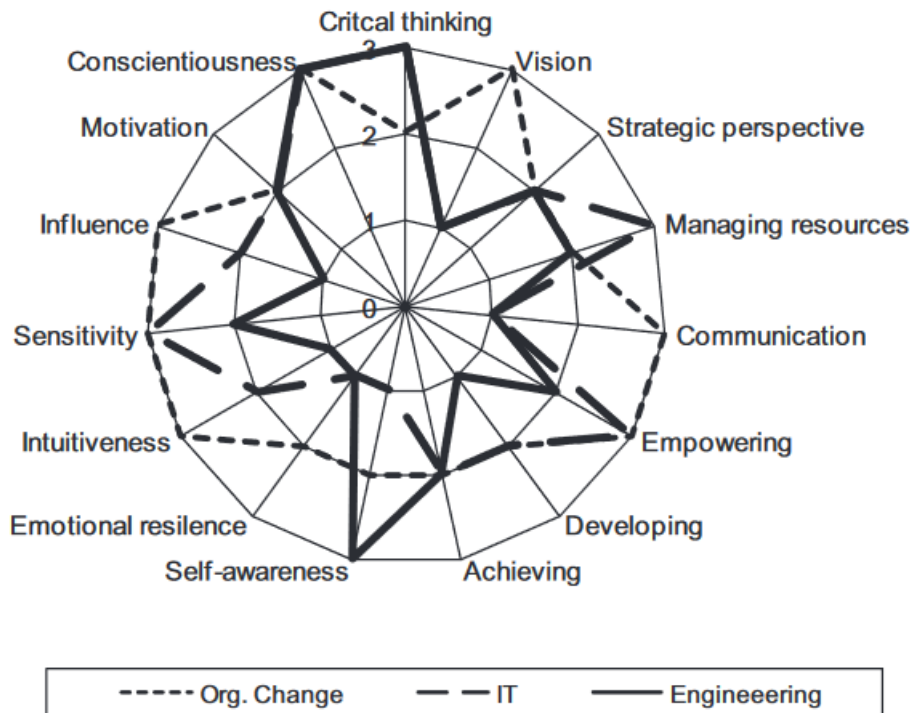 Critcal thinking
Conscientiousness
3
Vision
Motivation
2
Strategic perspective
Influence
1
Managing resources
0
Sensitivity
Communication
Intuitiveness
Empowering
Emotional resilence
Developing
Self-awareness
Achieving
Org. Change
IT
Engineeering